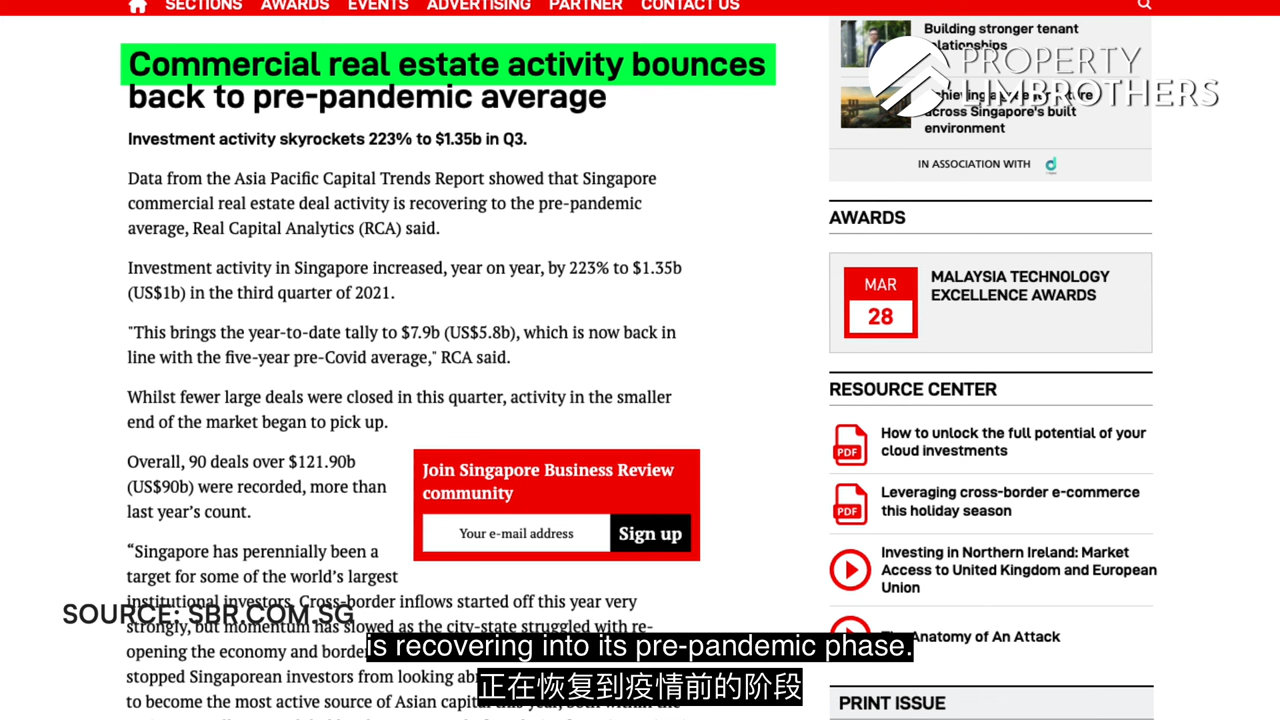 SECTIONS AWARDS EVENTS ADVERTISING PARTNER CONTACT US
Commercial real estate activity bounces
back to pre-pandemic average
Investment activity skyrockets 223% to $1.35b in Q3.
Data from the Asia Pacific Capital Trends Report showed that Singapore
commercial real estate deal activity is recovering to the pre-pandemic
average, Real Capital Analytics (RCA) said.
Investment activity in Singapore increased, year on year, by 223% to $1.35b
(US$1b) in the third quarter of 2021.
"This brings the year-to-date tally to $7.9b (US$5.8b), which is now back in
line with the five-year pre-Covid average," RCA said.
Whilst fewer large deals were closed in this quarter, activity in the smaller
end of the market began to pick up.
Overall, 90 deals over $121.90b
(US$90b) were recorded, more than
last year's count.
“Singapore has perennially been a
target for some of the world's largest
institutional investors. Cross-border inflows started off this year very
strongly, but momentum has slowed as the city-state struggled with re-
opening the economy and borde
stopped Singaporean investors from looking ab
to become the most active source of Asian capital this year, both within the
Join Singapore Business Review
community
Your e-mail address
Sign up
Building stronger tenant
relationships
PROPERTY
LIMBROTHERS
across Singapore's built
environment
IN ASSOCIATION WITH
AWARDS
MAR
28
MALAYSIA TECHNOLOGY
EXCELLENCE AWARDS
RESOURCE CENTER
PDF
How to unlock the full potential of your
cloud investments
PDF
Leveraging cross-border e-commerce
this holiday season
Investing in Northern Ireland: Market
Access to United Kingdom and European
Union
Anatomy of An Attack
PRINT ISSUE
SOURCE: SBR.COM.SG
is recovering into its pre-pandemic phase.
正在恢复到疫情前的阶段